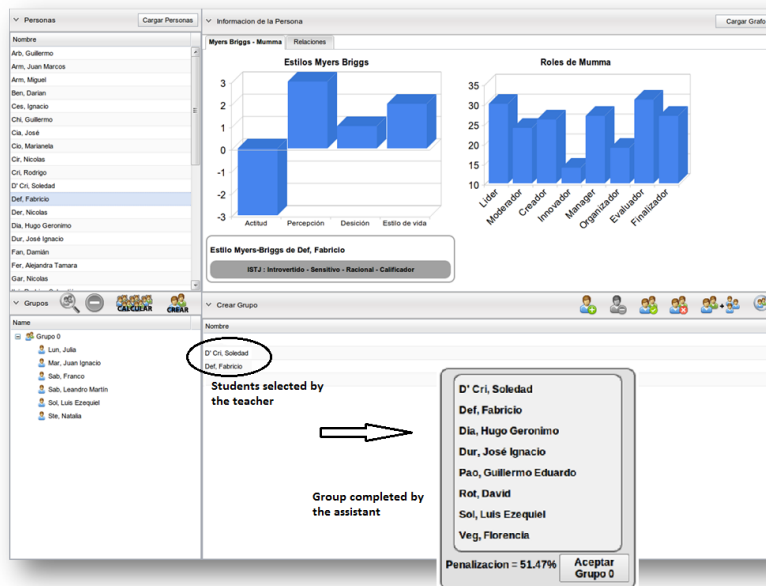 Personas
Cargar Personas
Informacion de la Persona
Cargar Grafo
Nombre
Arb, Guillermo
Arm, Juan Marcos
Arm, Miguel
Ben, Darian
Ces, Ignacio
Chi, Guillermo
Cia, José
Cio, Marianela
Cir, Nicolas
Cri, Rodrigo
D' Cri, Soledad
Def, Fabricio
Der, Nicolas
Dia, Hugo Geronimo
Dur, José Ignacio
Fan, Damián
Fer, Alejandra Tamara
Gar, Nicolas
Myers Briggs - Mumma
Relaciones
Estilos Myers Briggs
3
2
1
0
-1
-2
-3
Actitud
Percepción
Desición
Estilo de vida
Roles de Mumma
35
30
25
20
15
10
Lider
Moderador
Creador
Innovador
Manager
Organizador
Evaluador
Finalizador
Estilo Myers-Briggs de Def, Fabricio
ISTJ : Introvertido - Sensitivo - Racional - Calificador
Grupos
CALCULAR
CREAR
Name
Grupo 0
Lun, Julia
Mar, Juan Ignacio
Sab, Franco
Sab, Leandro Martín
Sol, Luis Ezequiel
Ste, Natalia
Crear Grupo
Nombre
D' Cri, Soledad
Def, Fabricio
Students selected by
the teacher
Group completed by
the assistant
D' Cri, Soledad
Def, Fabricio
Dia, Hugo Geronimo
Dur, José Ignacio
Pao, Guillermo Eduardo
Rot, David
Sol, Luis Ezequiel
Veg, Florencia
Penalizacion = 51.47%
Aceptar
Grupo 0